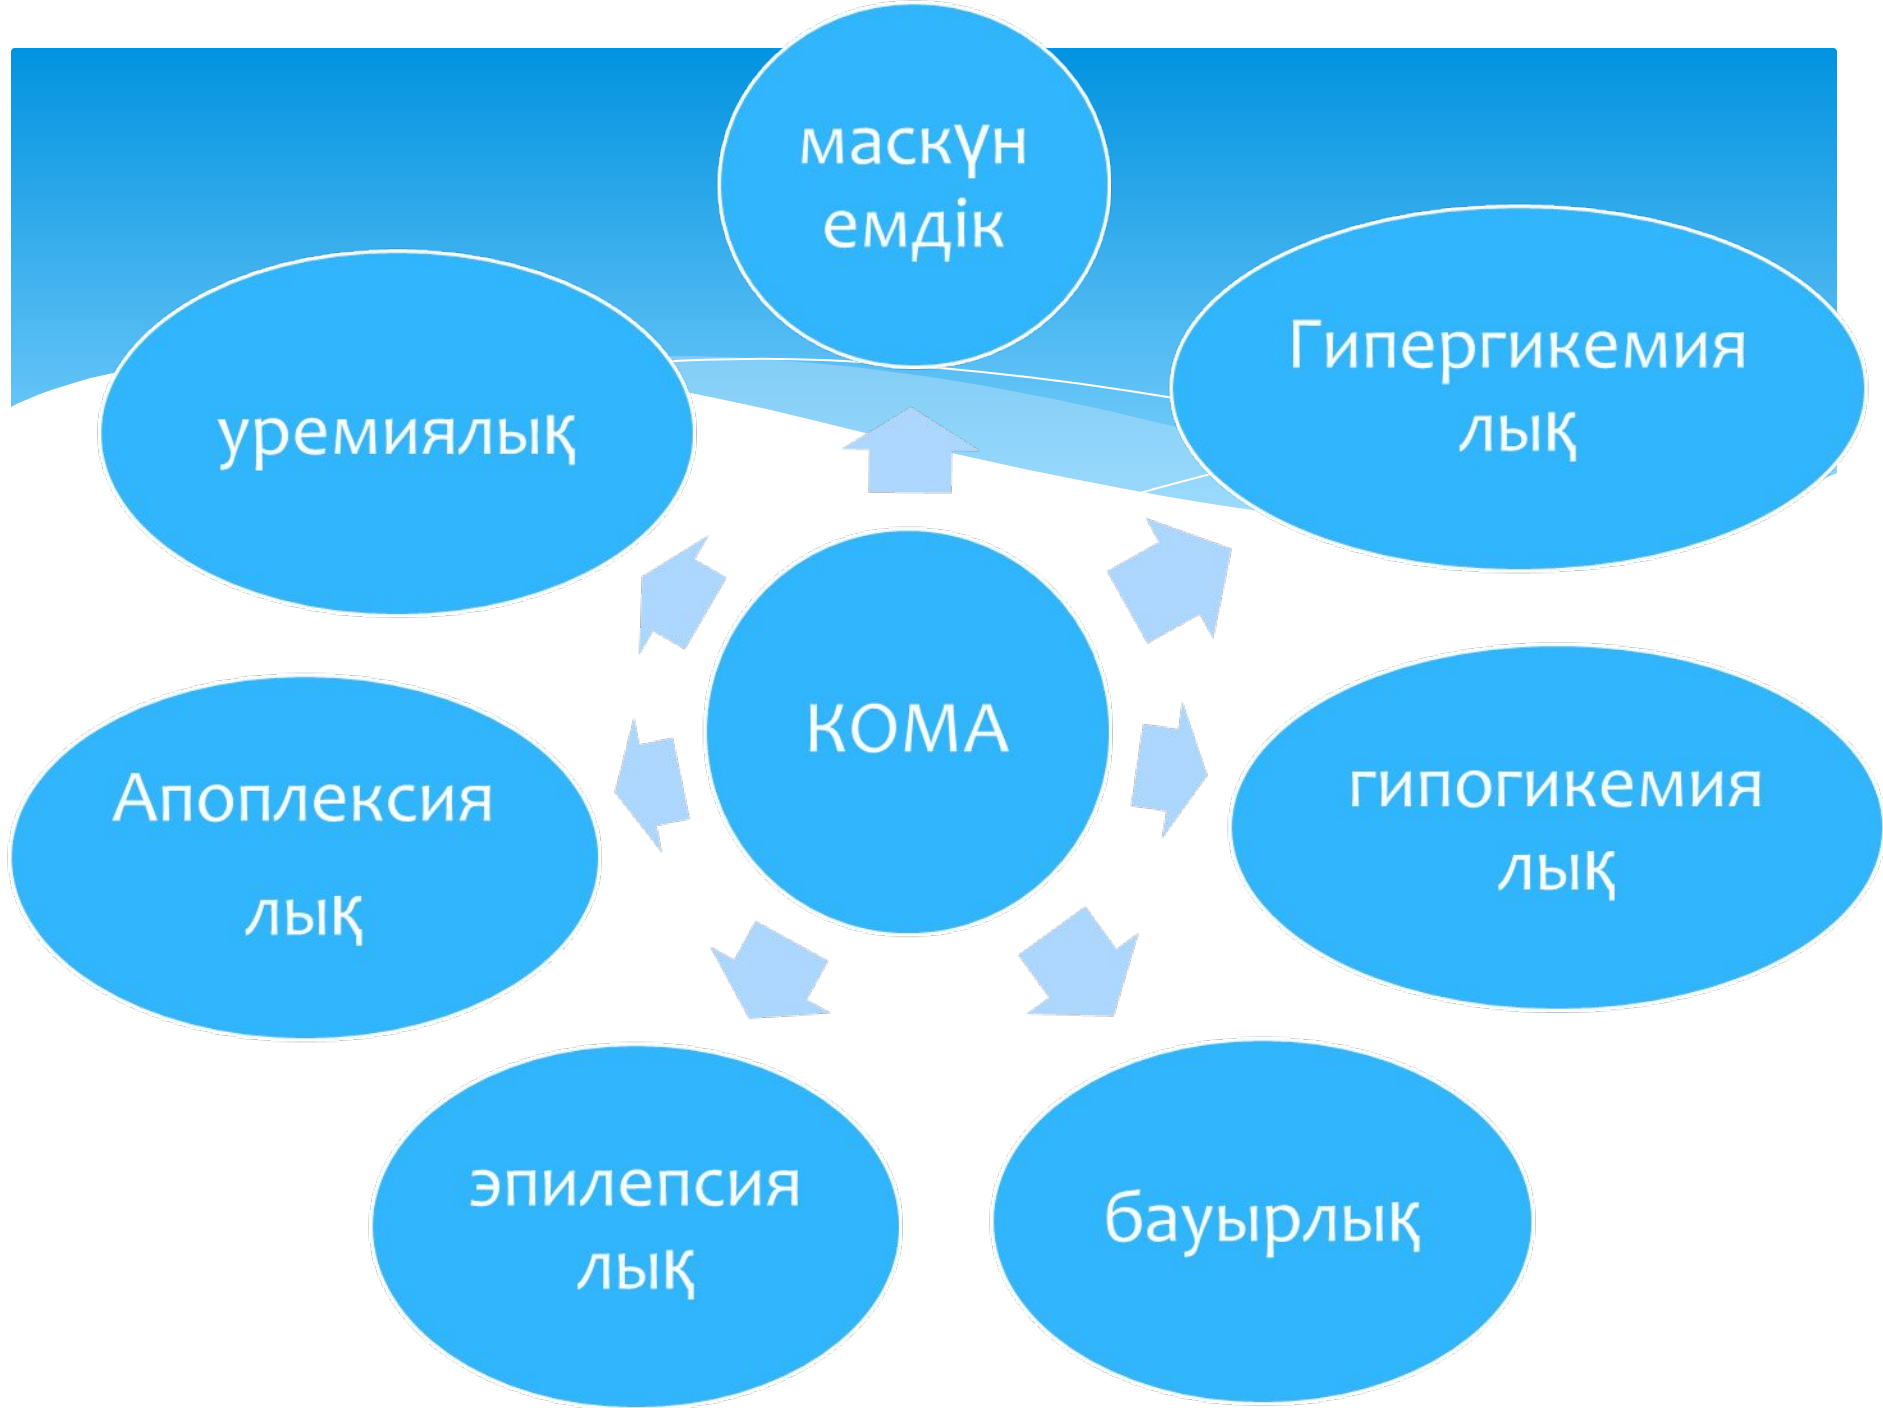 маскүн
емдік
Гипергикемия
лық
уремиялық
КОМА
гипогикемия
лық
Апоплексия
лық
эпилепсия
лық
бауырлық